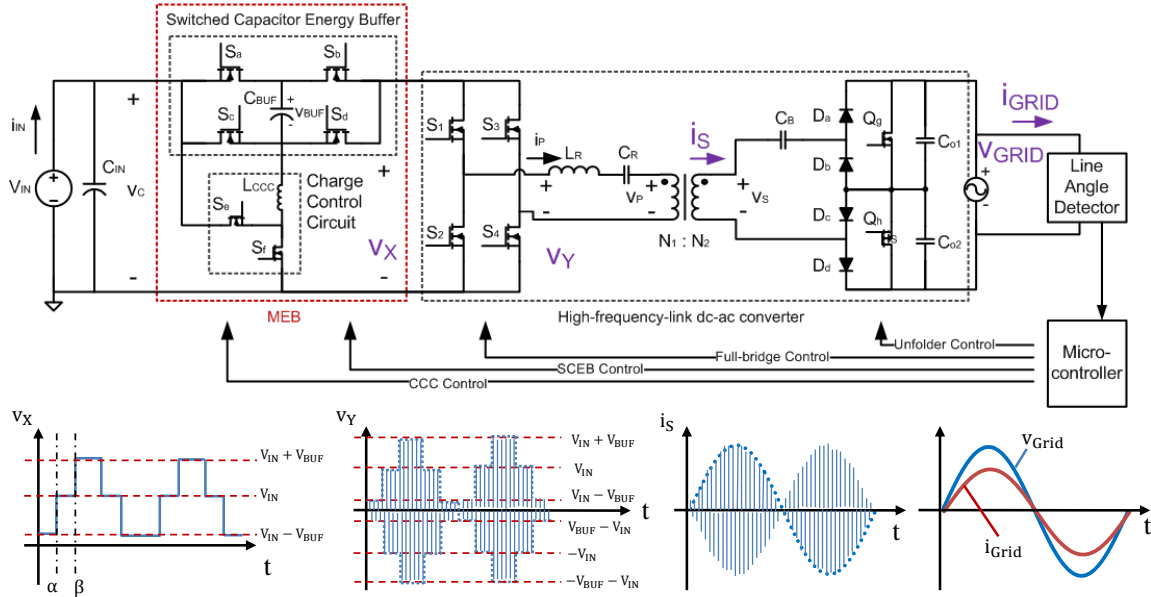 Switched Capacitor Energy Buffer
Sa
Sb
iGRID
CBUF
+
vBUF
-
Da
Qg
iIN
+
Sc
Sd
S1
S3
iP
LR
CR
iS
CB
Co1
vGRID
VIN
+
-
CIN
vC
LCCC
Charge
Control
Circuit
+
+
vP
-
+
vS
-
Db
+
-
Line
Angle
Detector
Se
Sf
vX
S2
S4
vY
N1 : N2
Dc
Qh
S
Co2
Dd
-
-
MEB
High-frequency-link dc-ac converter
Unfolder Control
Full-bridge Control
SCEB Control
CCC Control
Micro-
controller
vX
VIN + VBUF
VIN
VIN − VBUF
t
α
β
vY
VIN + VBUF
VIN
VIN − VBUF
t
VBUF − VIN
−VIN
−VBUF − VIN
iS
t
vGrid
t
iGrid